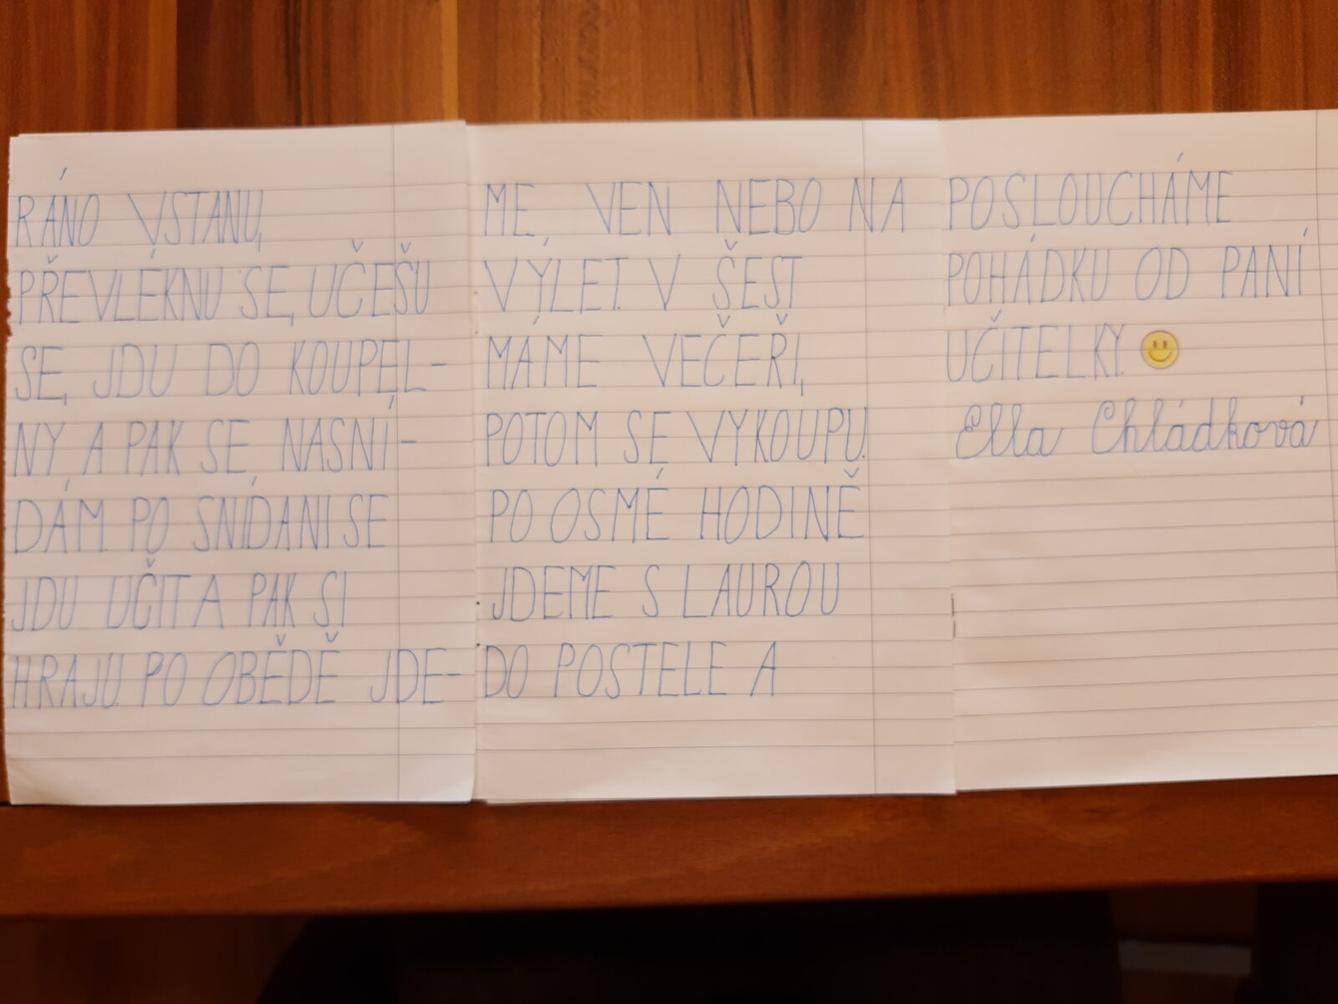 RÁNO VSTANU,
PŘEVLÉKNU SE, UČEŠU
SE, JDU DO KOUPEL-
NY A PAK SE NASNÍ-
DÁM. PO SNÍDANI SE
JDU UČIT A PAK SI
HRAJU. PO OBĚDĚ JDE-
ME, VEN NEBO NA
VÝLET. V ŠEST
MÁME VEČEŘI,
POTOM SE VYKOUPU.
PO OSMÉ HODINĚ
JDEME S LAUROU
DO POSTELE A
POSLOUCHÁME
POHÁDKU OD PANÍ
UČITELKY.
Ella Chládková